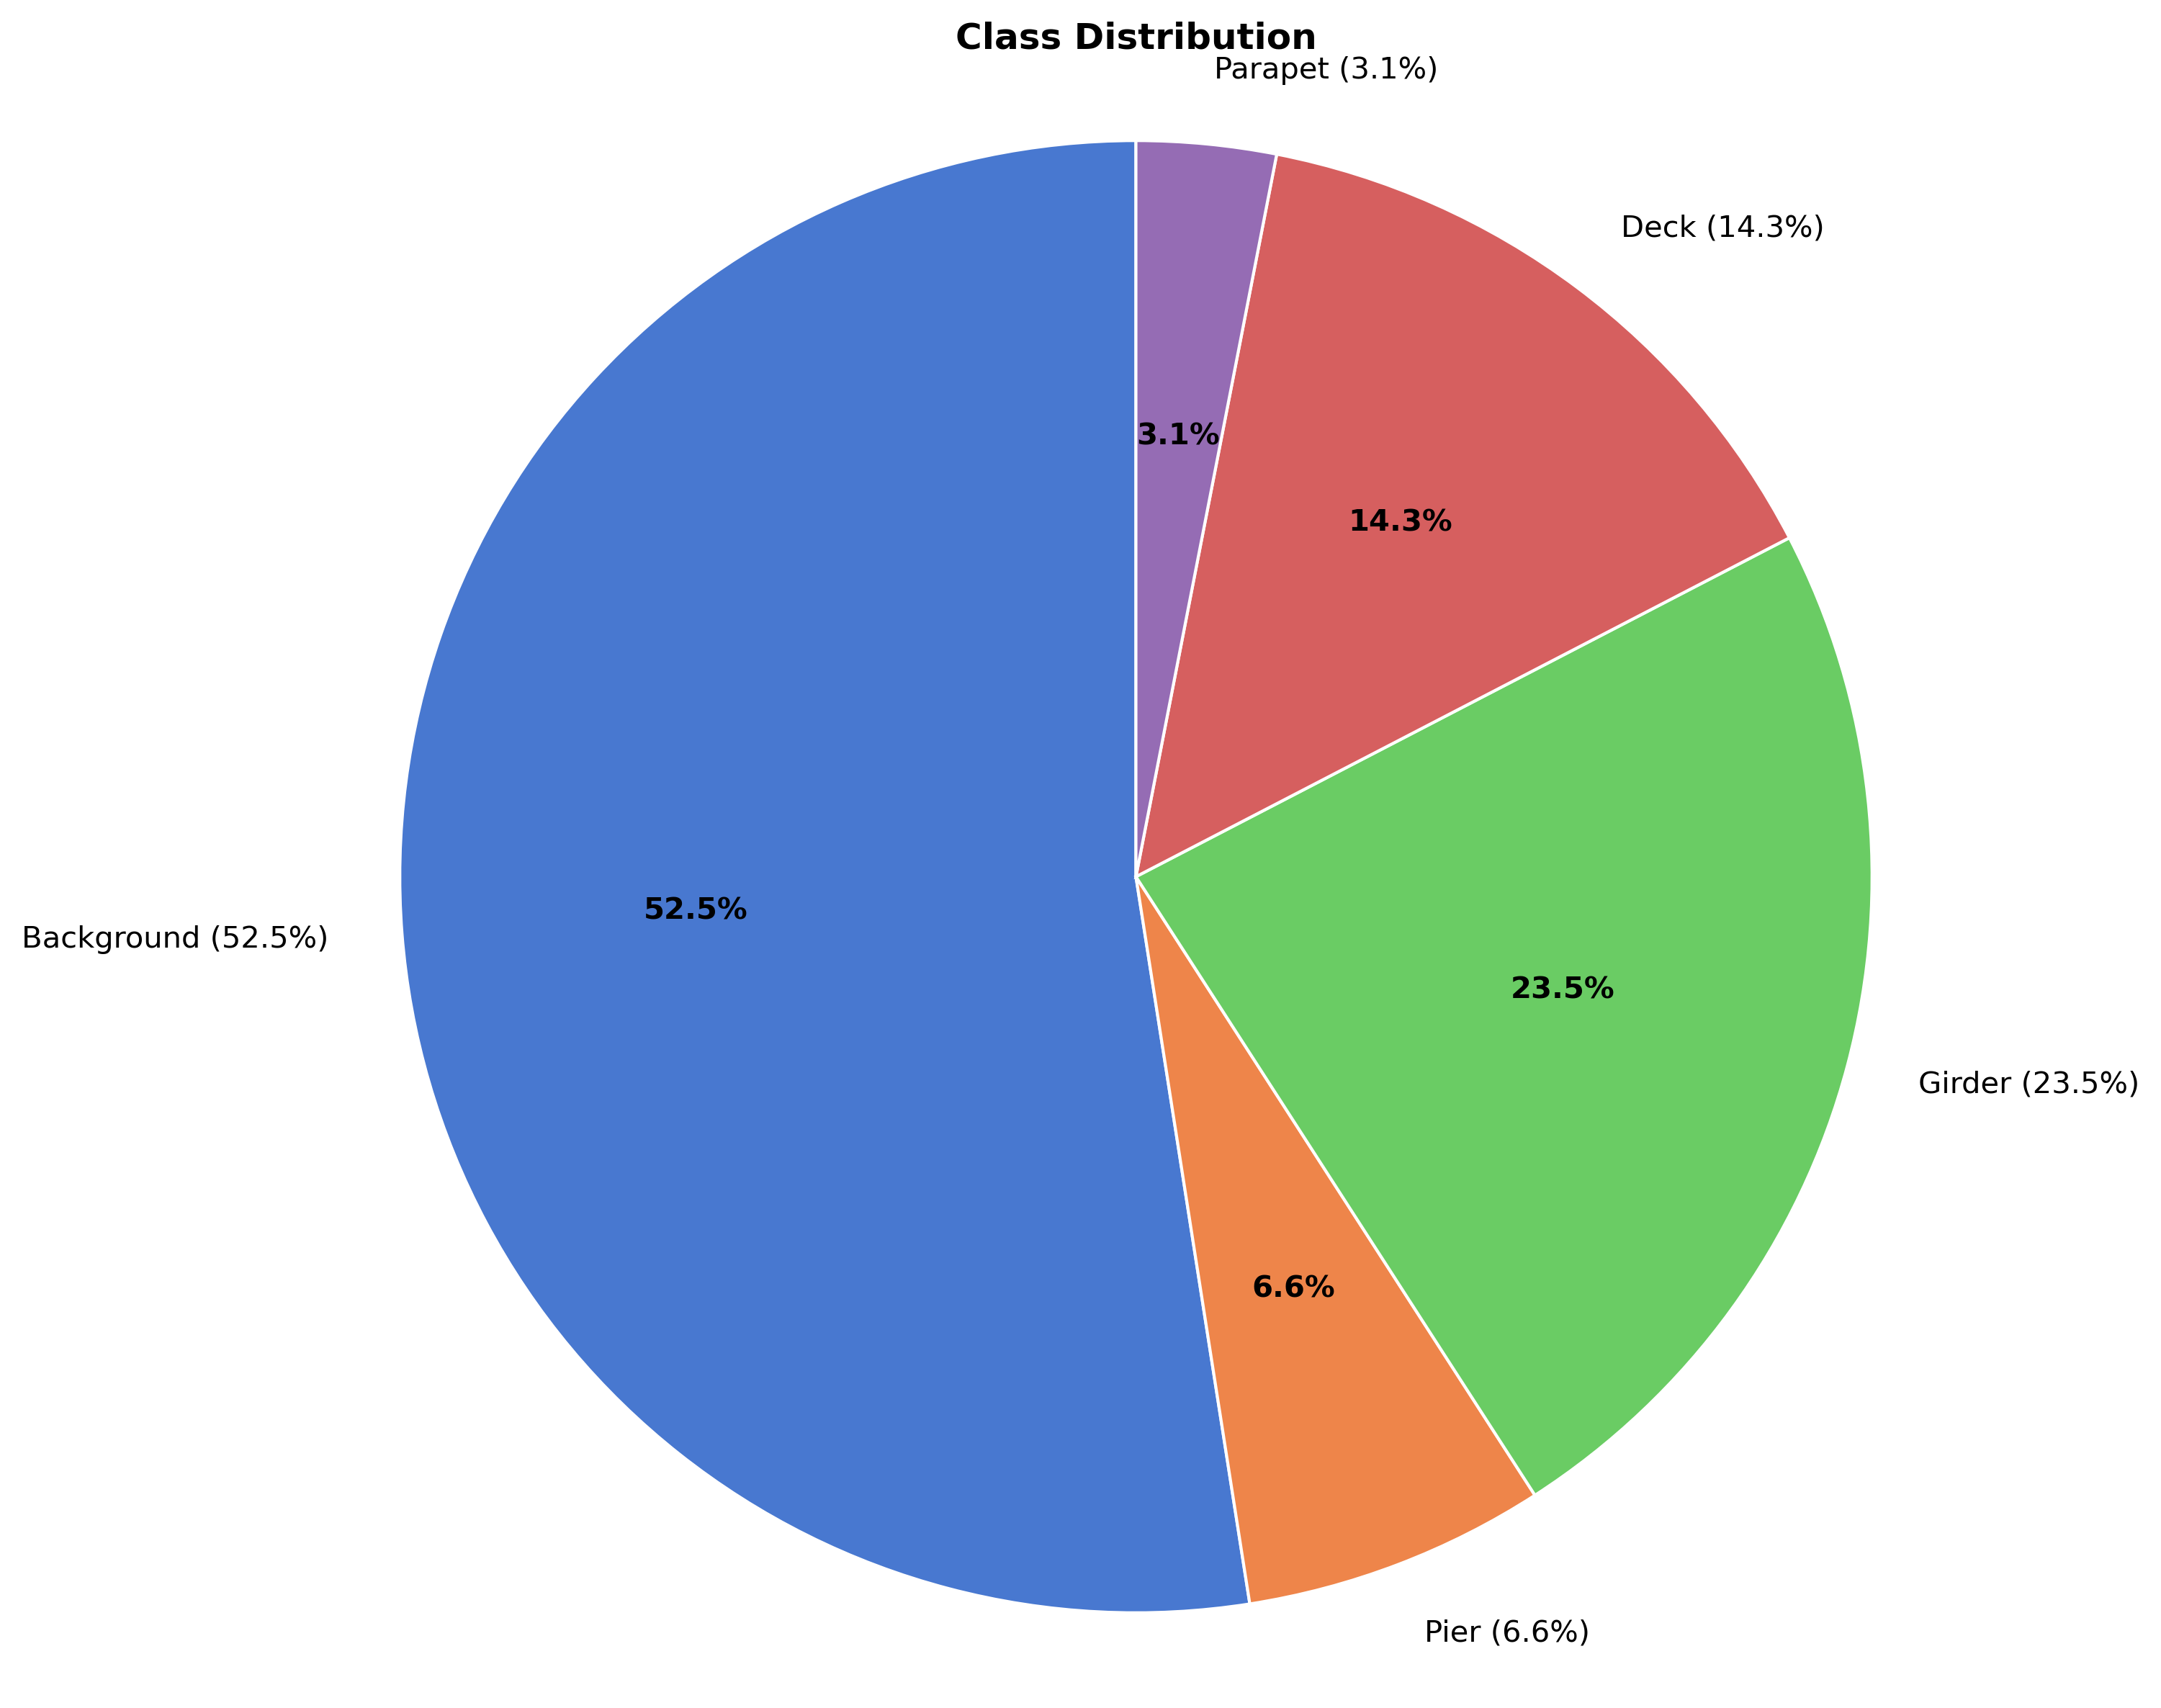 Class Distribution
Parapet (3.1%)
Deck (14.3%)
3.1%
14.3%
52.5%
Background (52.5%)
23.5%
Girder (23.5%)
6.6%
Pier (6.6%)